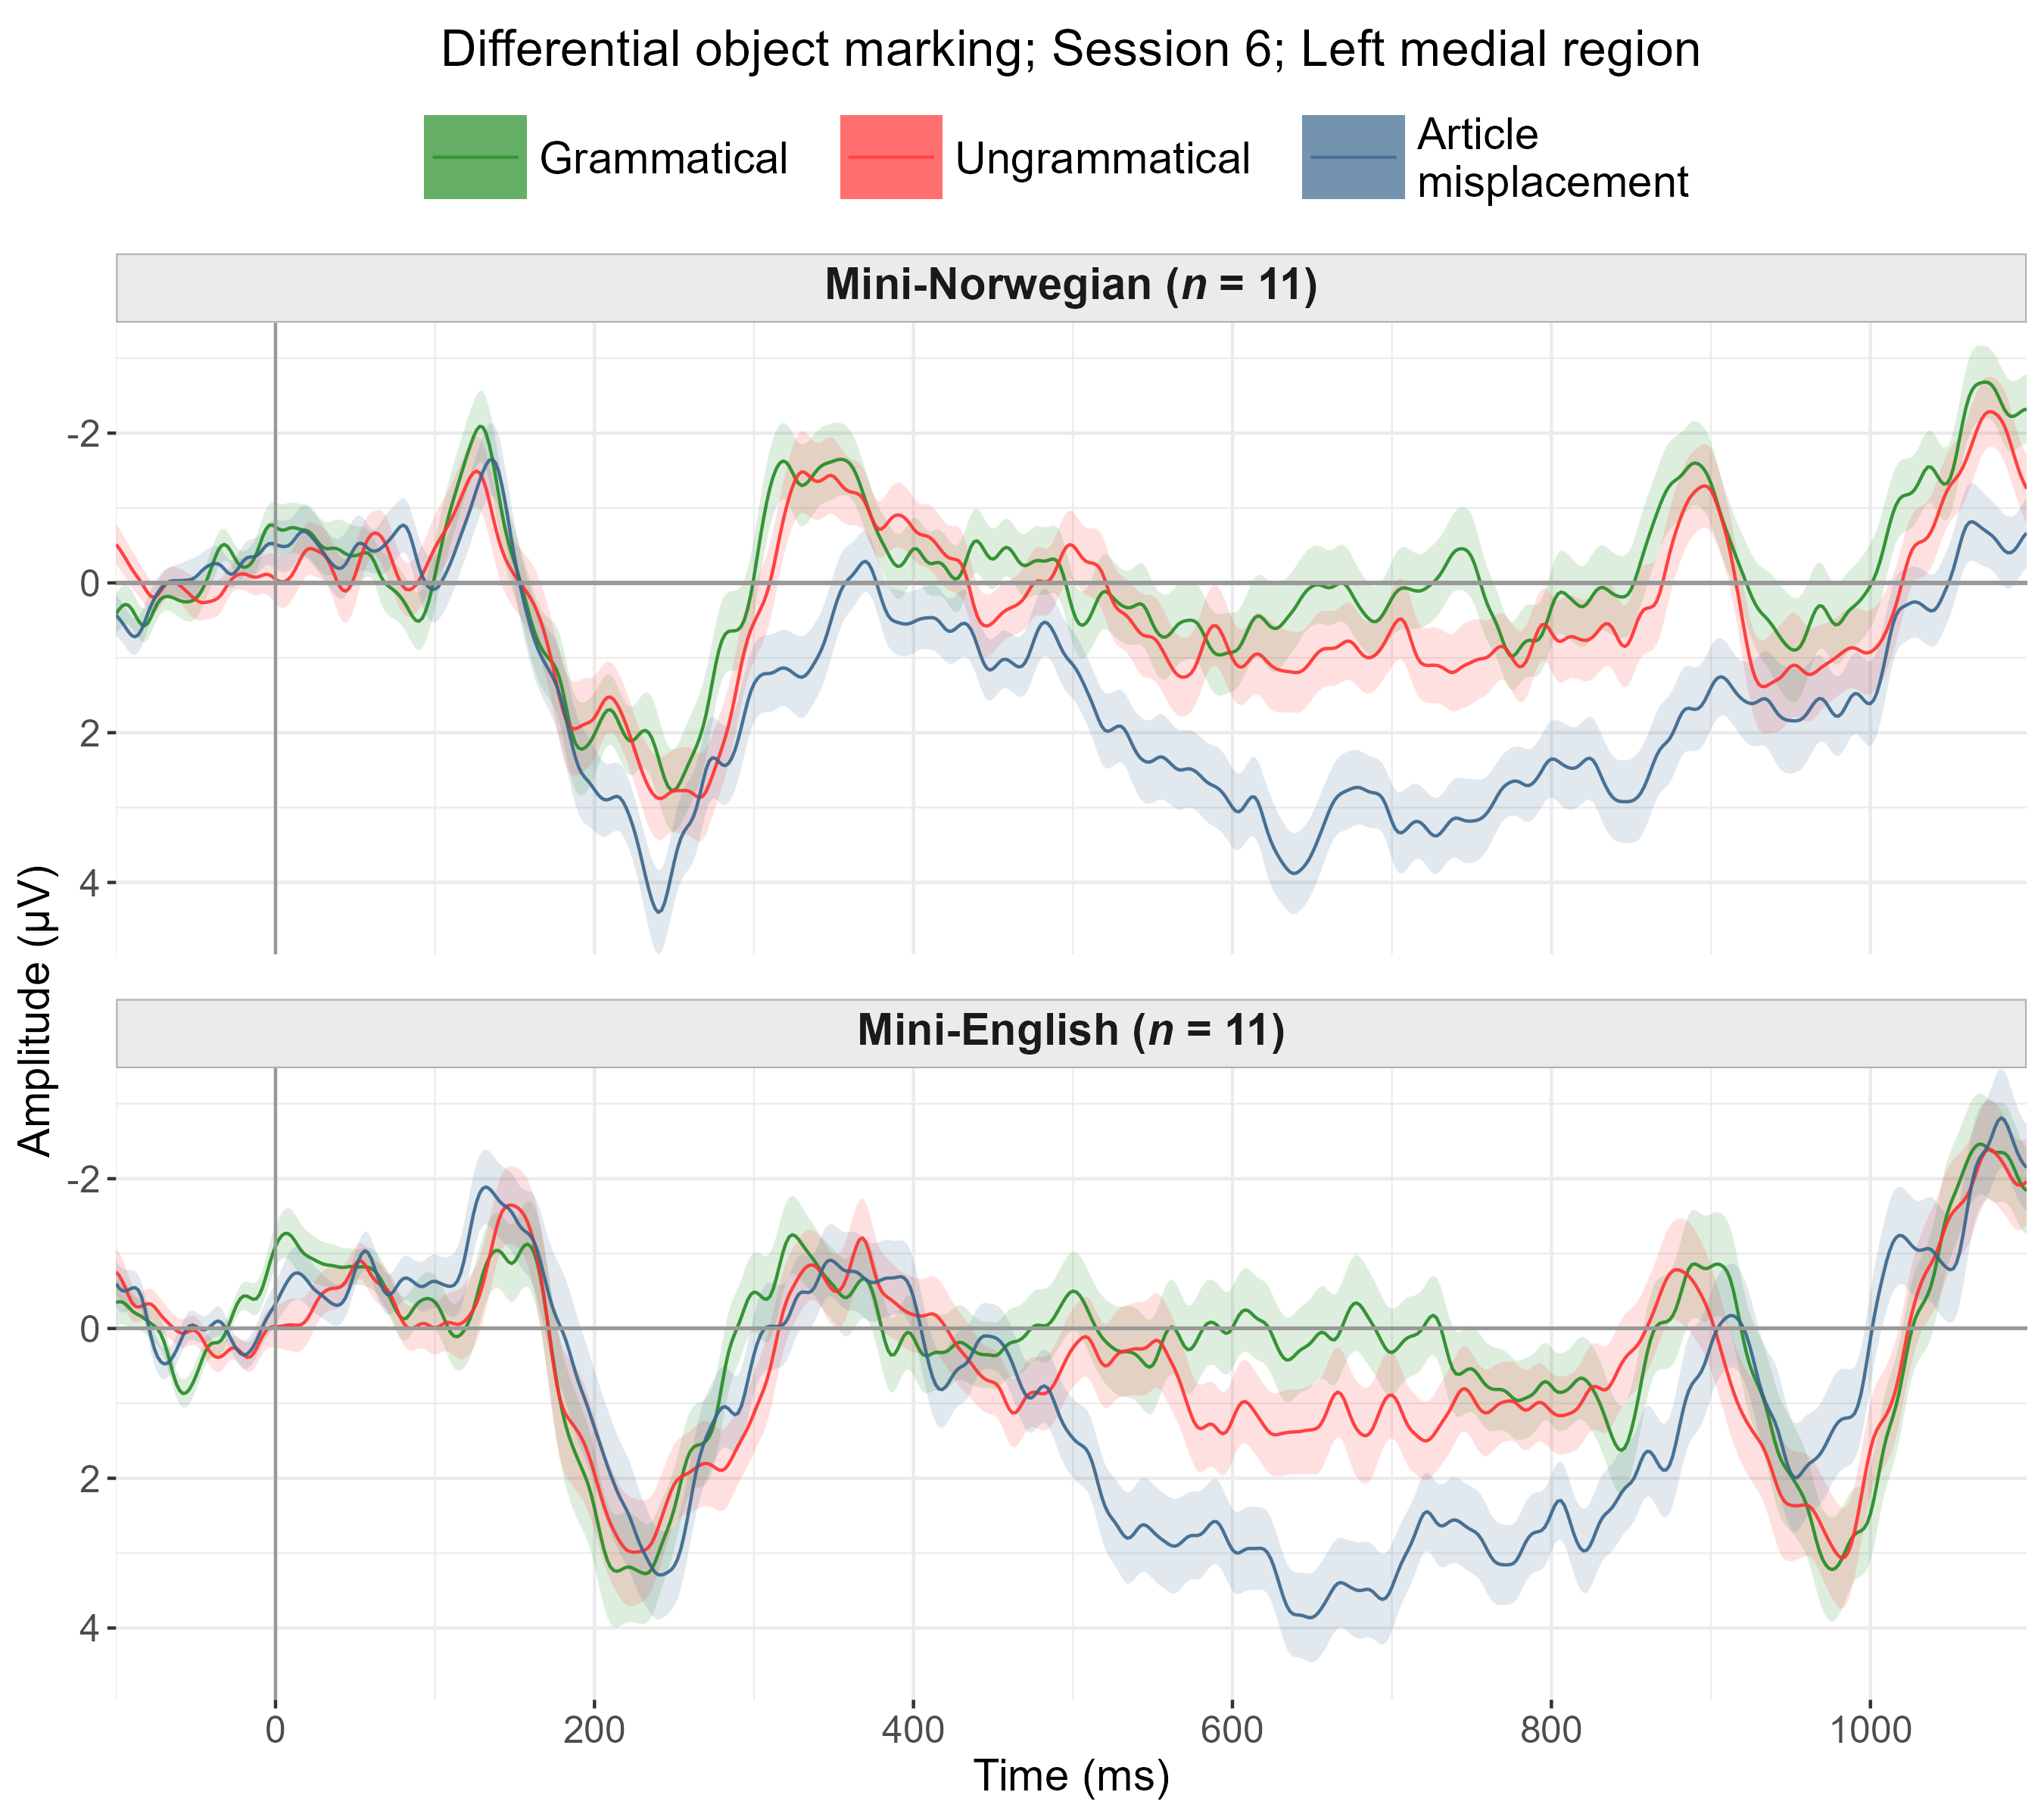 Differential object marking; Session 6; Left medial region
Grammatical
Ungrammatical
Article
misplacement
Mini-Norwegian (n = 11)
-2
0
2
4
Amplitude (µV)
Mini-English (n = 11)
-2
0
2
4
0 200 400 600 800 1000
Time (ms)